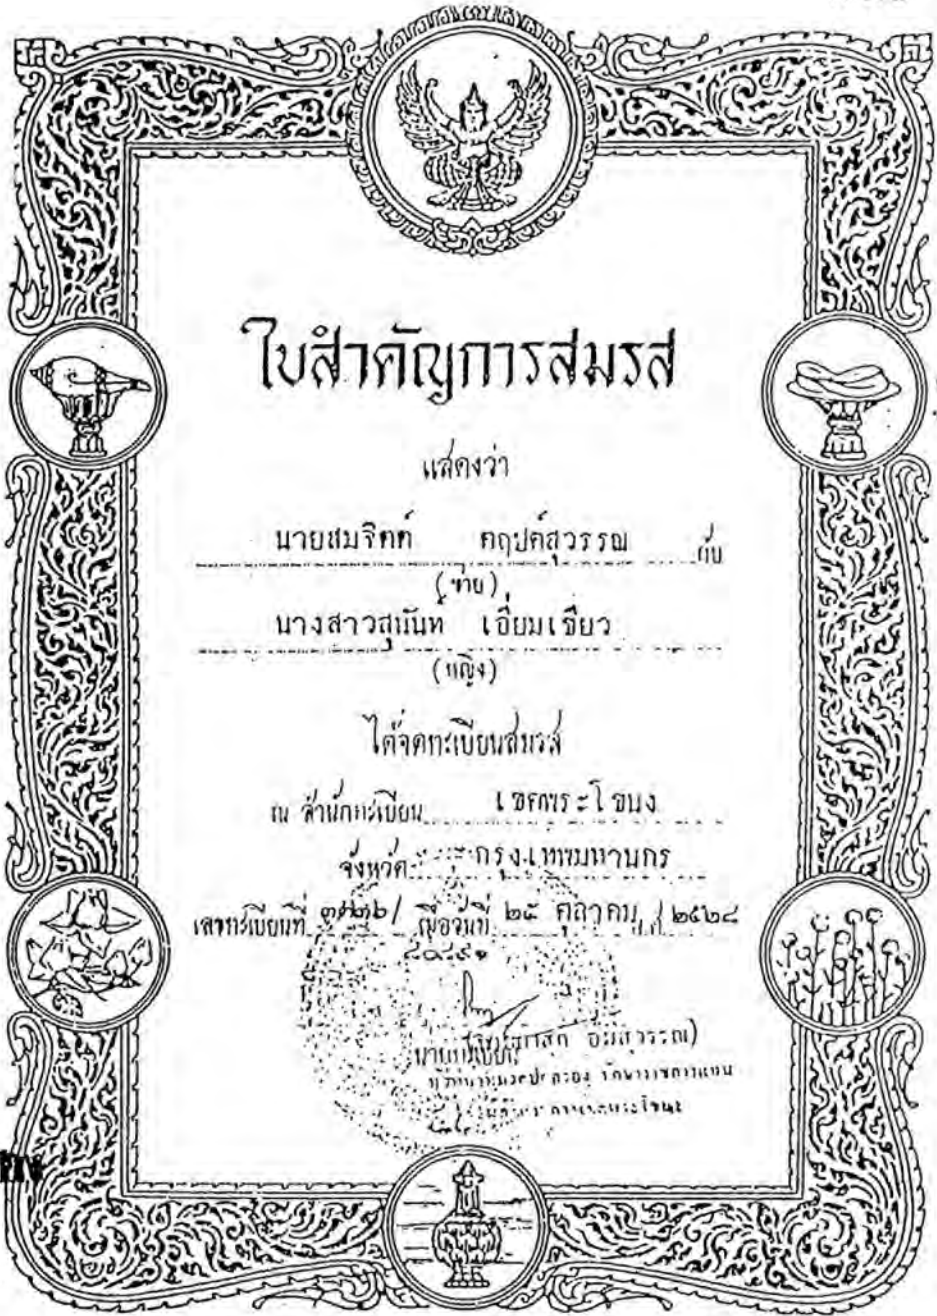 ใบสำคัญการสมรส
แสดงว่า
นายสมจิตต์ คฤปต์สุวรรณ กับ
(ชาย)
นางสาวสุนันท์ เอี่ยมเขียว
(หญิง)
ได้จดทะเบียนสมรส
ณ สำนักทะเบียน เขตพระโขนง
จังหวัด กรุงเทพมหานคร
เลขทะเบียนที่ เมื่อวันที่ ๒๕ ตุลาคม ๒๕๒๘
นายทะเบียน